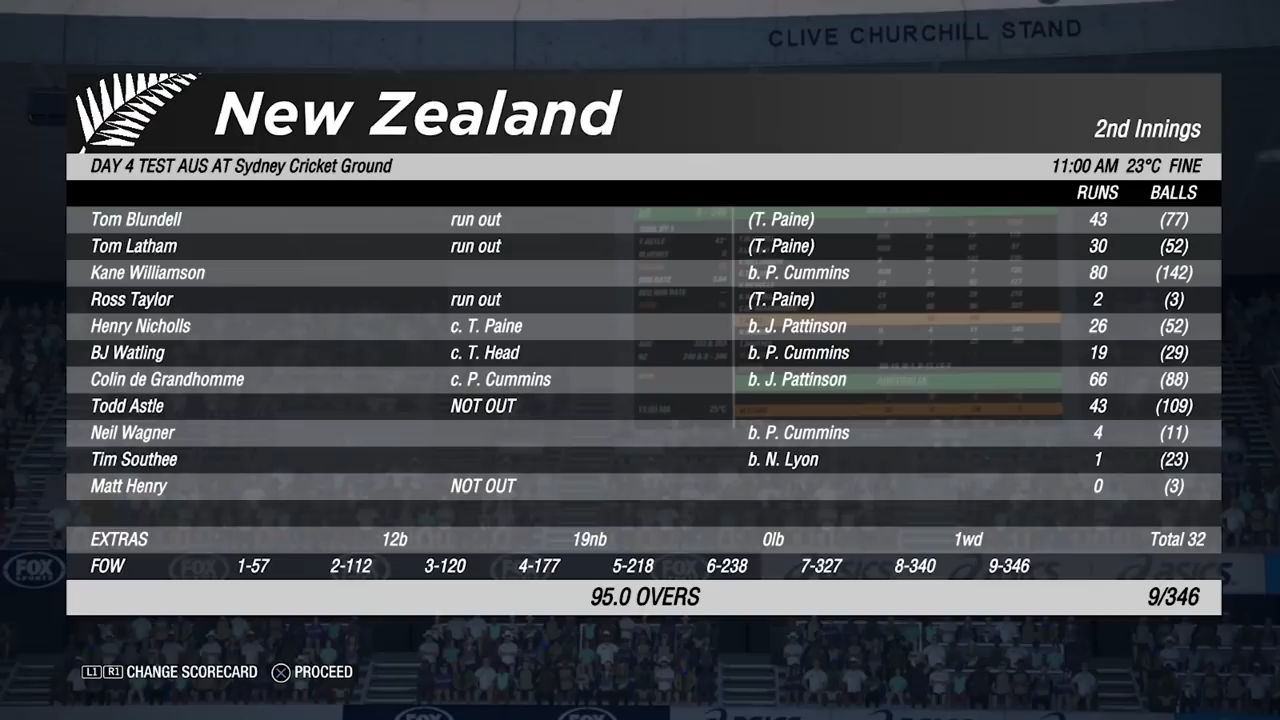 CLIVE CHURCHILL STAND
New Zealand
2nd Innings
DAY 4 TEST AUS AT Sydney Cricket Ground 11:00 AM 23°C FINE
RUNS BALLS
Tom Blundell run out (T. Paine) 43 (77)
Tom Latham run out (T. Paine) 30 (52)
Kane Williamson b. P. Cummins 80 (142)
Ross Taylor run out (T. Paine) 2 (3)
Henry Nicholls c. T. Paine b. J. Pattinson 26 (52)
BJ Watling c. T. Head b. P. Cummins 19 (29)
Colin de Grandhomme c. P. Cummins b. J. Pattinson 66 (88)
Todd Astle NOT OUT 43 (109)
Neil Wagner b. P. Cummins 4 (11)
Tim Southee b. N. Lyon 1 (23)
Matt Henry NOT OUT 0 (3)
EXTRAS 12b 19nb 0lb 1wd Total 32
FOW 1-57 2-112 3-120 4-177 5-218 6-238 7-327 8-340 9-346
FOX SPORTS
95.0 OVERS 9/346
L1 R1 CHANGE SCORECARD PROCEED